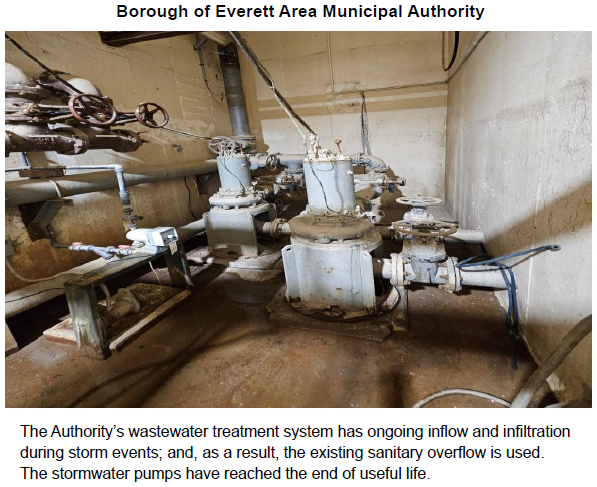 Borough of Everett Area Municipal Authority
The Authority's wastewater treatment system has ongoing inflow and infiltration
during storm events; and, as a result, the existing sanitary overflow is used.
The stormwater pumps have reached the end of useful life.